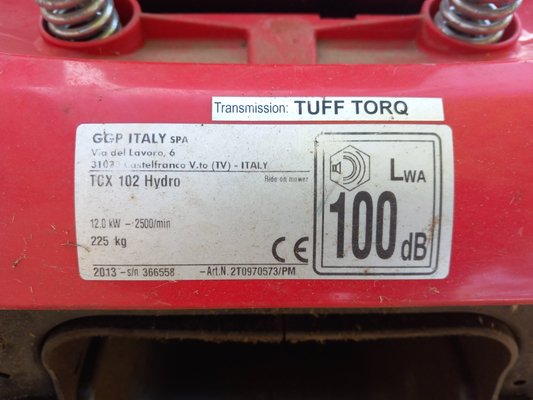 Transmission: TUFF TORQ
GGP ITALY SPA
Via del Lavoro, 6
Castelfranco V.to (TV) - ITALY
TCX 102 Hydro
Ride on mower
12.0 kW - 2500/min
225 kg
CE
LWA
100 dB
2013 - s/n 366558 - Art.N. 2T0970573/PM